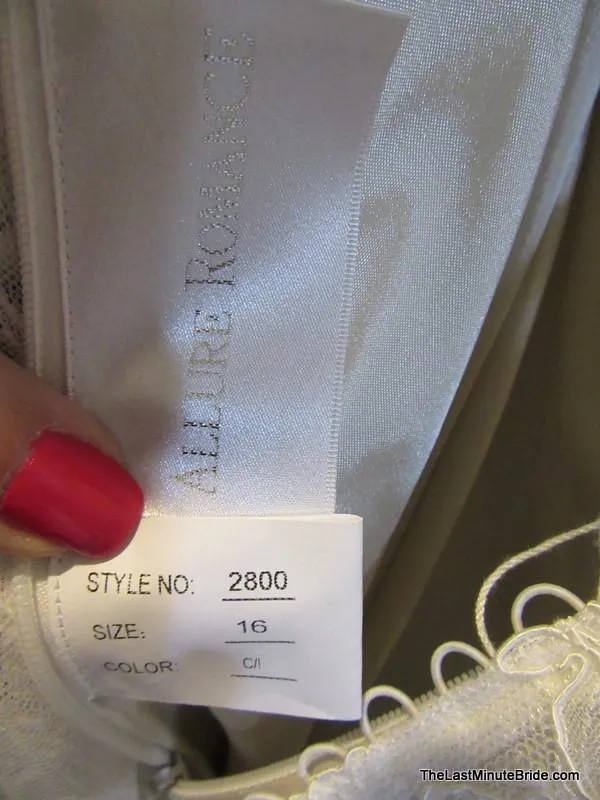 ALLURE ROMANCE
STYLE NO: 2800
SIZE: 16
COLOR: C/I
TheLastMinuteBride.com